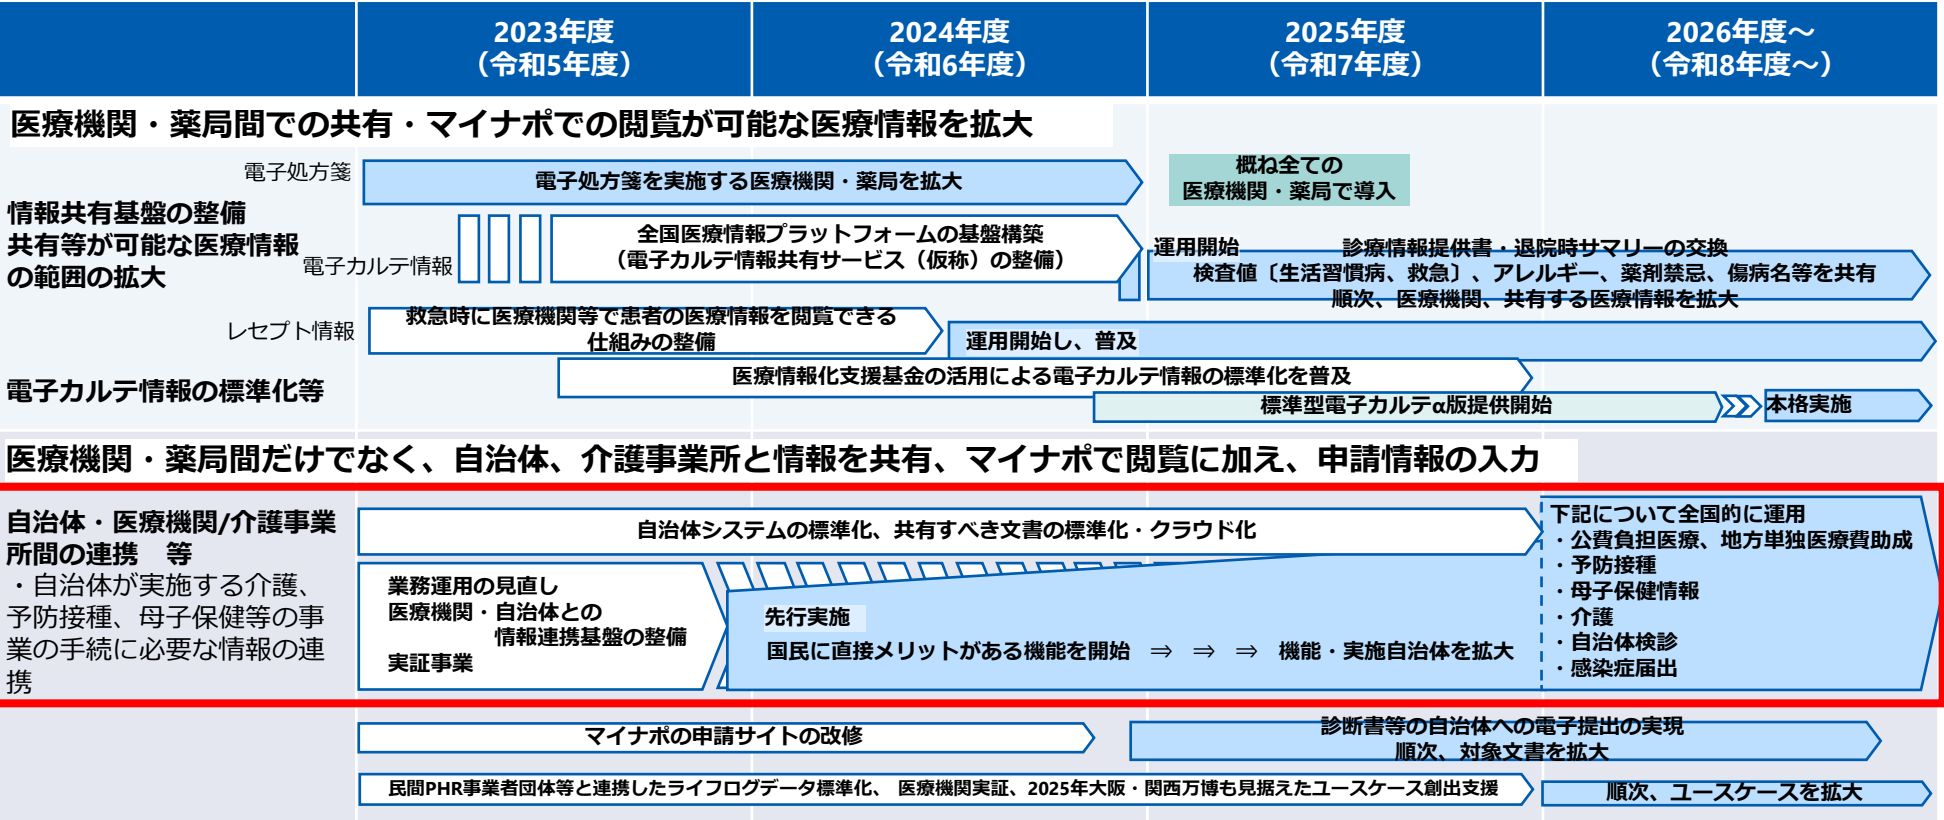 2023年度
（令和5年度）
2024年度
（令和6年度）
2025年度
（令和7年度）
2026年度～
（令和8年度～）
医療機関・薬局間での共有・マイナポでの閲覧が可能な医療情報を拡大
電子処方箋
電子処方箋を実施する医療機関・薬局を拡大
概ね全ての
医療機関・薬局で導入
情報共有基盤の整備
共有等が可能な医療情報
の範囲の拡大
電子カルテ情報
全国医療情報プラットフォームの基盤構築
（電子カルテ情報共有サービス（仮称）の整備）
運用開始
診療情報提供書・退院時サマリーの交換
検査値〔生活習慣病、救急〕、アレルギー、薬剤禁忌、傷病名等を共有
順次、医療機関、共有する医療情報を拡大
レセプト情報
救急時に医療機関等で患者の医療情報を閲覧できる
仕組みの整備
運用開始し、普及
電子カルテ情報の標準化等
医療情報化支援基金の活用による電子カルテ情報の標準化を普及
標準型電子カルテα版提供開始
本格実施
医療機関・薬局間だけでなく、自治体、介護事業所と情報を共有、マイナポで閲覧に加え、申請情報の入力
自治体・医療機関/介護事業
所間の連携　等
・自治体が実施する介護、
予防接種、母子保健等の事
業の手続に必要な情報の連
携
自治体システムの標準化、共有すべき文書の標準化・クラウド化
業務運用の見直し
医療機関・自治体との
情報連携基盤の整備
実証事業
先行実施
国民に直接メリットがある機能を開始　⇒　⇒　⇒　機能・実施自治体を拡大
下記について全国的に運用
・公費負担医療、地方単独医療費助成
・予防接種
・母子保健情報
・介護
・自治体検診
・感染症届出
マイナポの申請サイトの改修
診断書等の自治体への電子提出の実現
順次、対象文書を拡大
民間PHR事業者団体等と連携したライフログデータ標準化、 医療機関実証、2025年大阪・関西万博も見据えたユースケース創出支援
順次、ユースケースを拡大